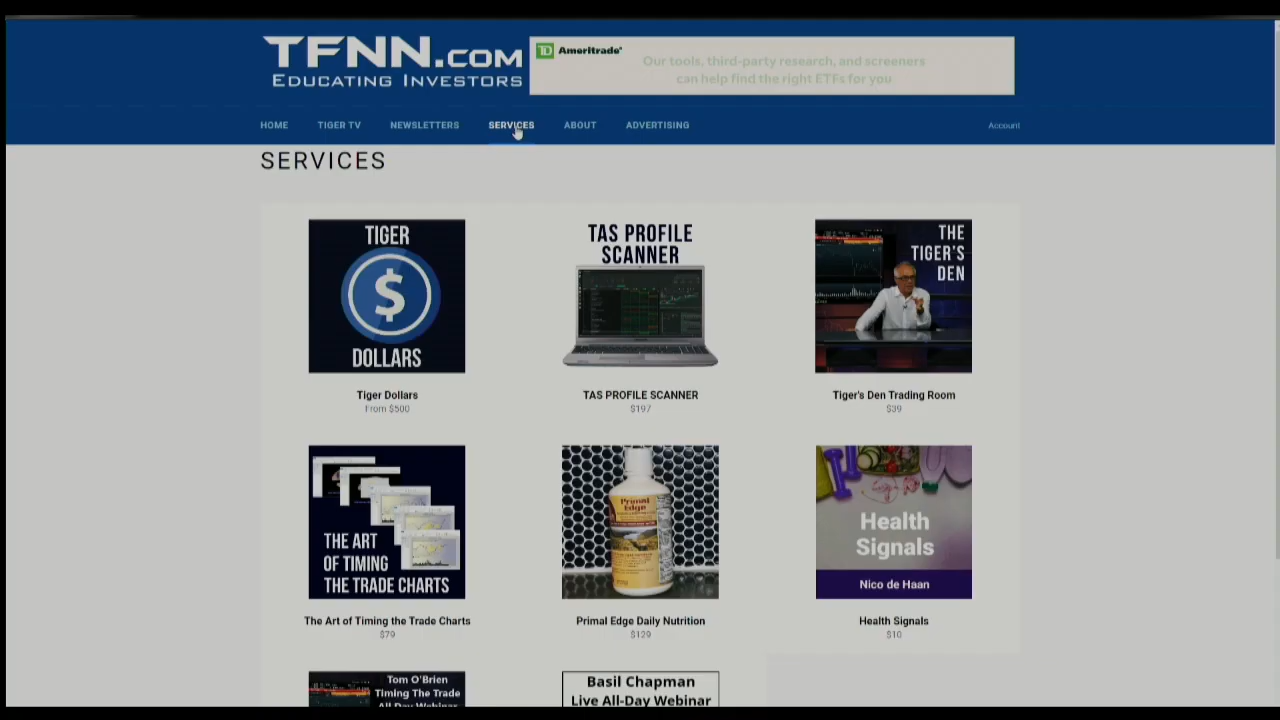 TFNN.COM
EDUCATING INVESTORS
TD Ameritrade
Our tools, third-party research, and screeners
can help find the right ETFs for you
HOME TIGER TV NEWSLETTERS SERVICES ABOUT ADVERTISING Account
SERVICES
TIGER
$
DOLLARS
Tiger Dollars
From $500
TAS PROFILE
SCANNER
TAS PROFILE SCANNER
$197
THE
TIGER'S
DEN
Tiger's Den Trading Room
$39
THE ART
OF TIMING
THE TRADE CHARTS
The Art of Timing the Trade Charts
$79
Primal
Edge
Primal Edge Daily Nutrition
$129
Health
Signals
Nico de Haan
Health Signals
$10
Tom O'Brien
Timing The Trade
All Day Webinar
Basil Chapman
Live All-Day Webinar